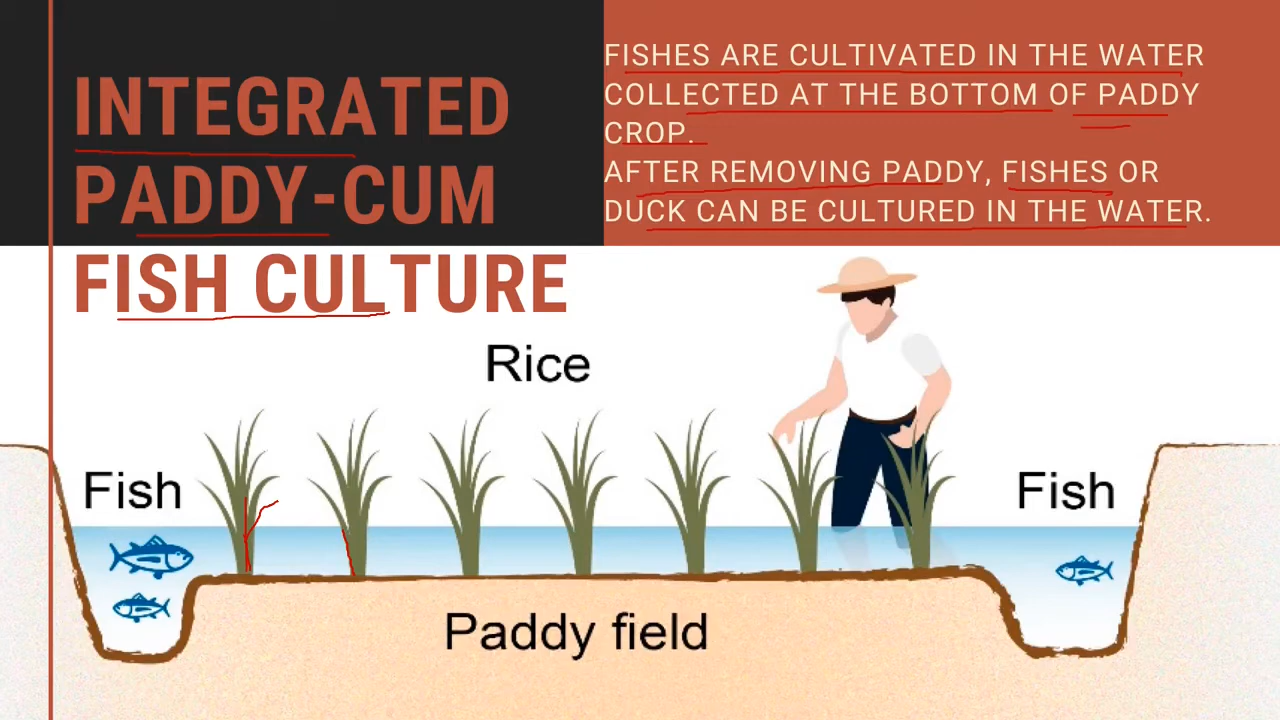 INTEGRATED
PADDY-CUM
FISH CULTURE
FISHES ARE CULTIVATED IN THE WATER
COLLECTED AT THE BOTTOM OF PADDY
CROP.
AFTER REMOVING PADDY, FISHES OR
DUCK CAN BE CULTURED IN THE WATER.
Rice
Fish
Fish
Paddy field